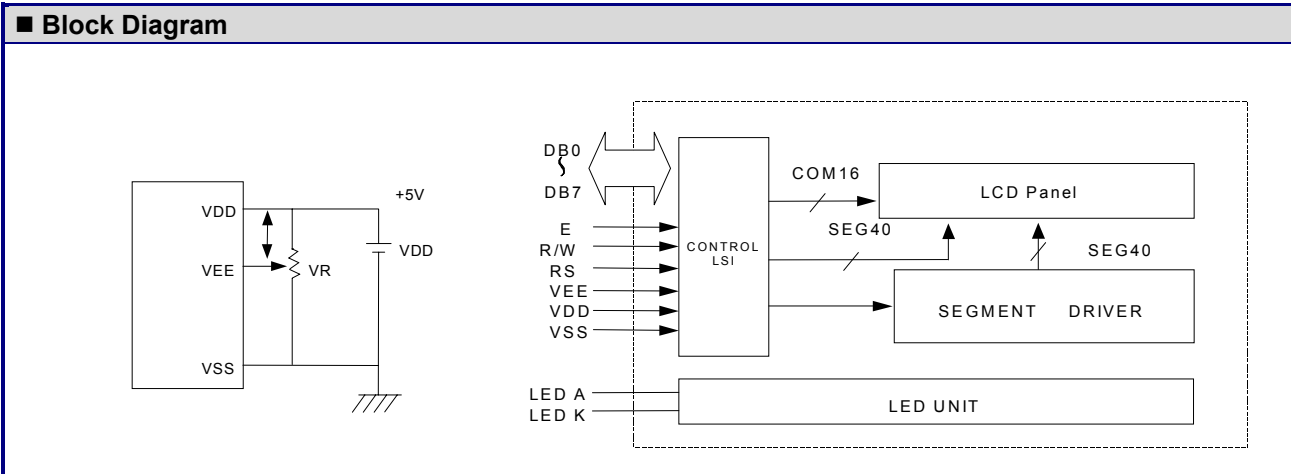 ■ Block Diagram
VDD
VEE
VSS
VR
+5V
VDD
DB0
DB7
E
R/W
RS
VEE
VDD
VSS
LED A
LED K
CONTROL
LSI
COM16
SEG40
LCD Panel
SEG40
SEGMENT DRIVER
LED UNIT